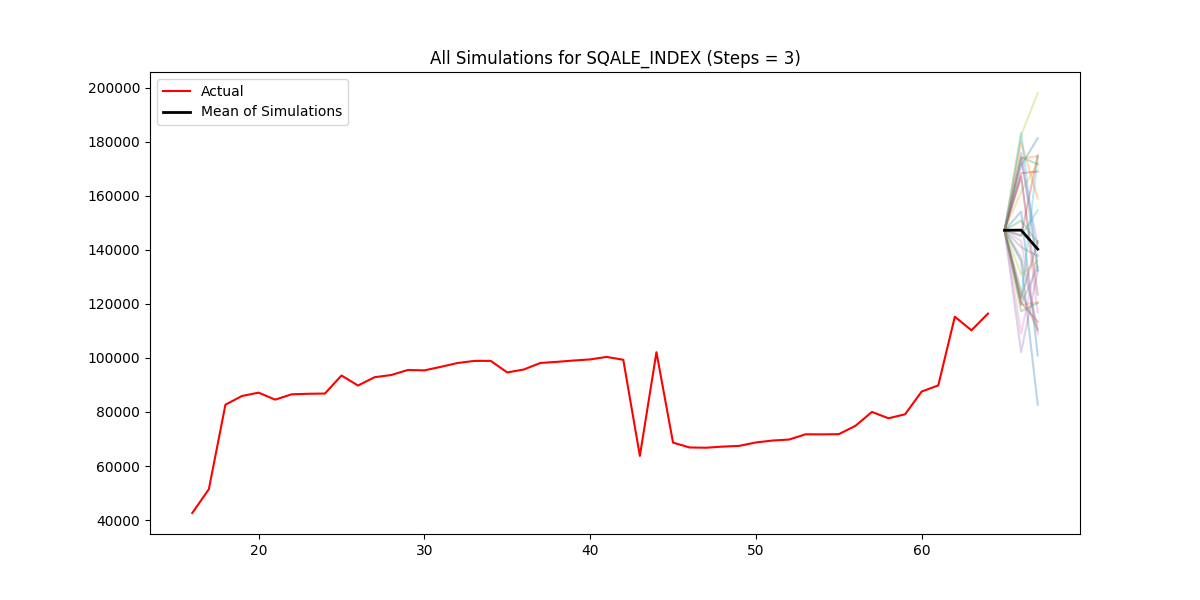 All Simulations for SQALE_INDEX (Steps = 3)
Actual
Mean of Simulations
200000
180000
160000
140000
120000
100000
80000
60000
40000
20 30 40 50 60